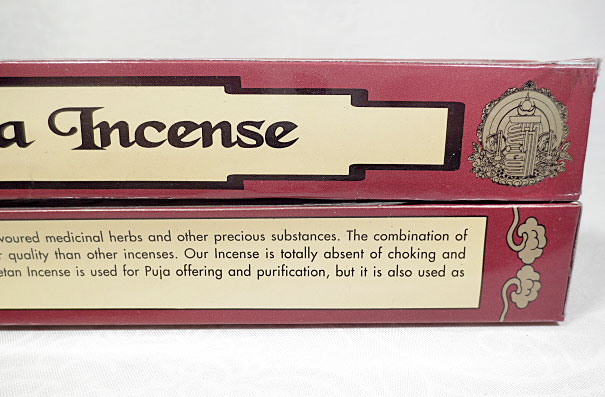 a Incense
voured medicinal herbs and other precious substances. The combination of
quality than other incenses. Our Incense is totally absent of choking and
etan Incense is used for Puja offering and purification, but it is also used as